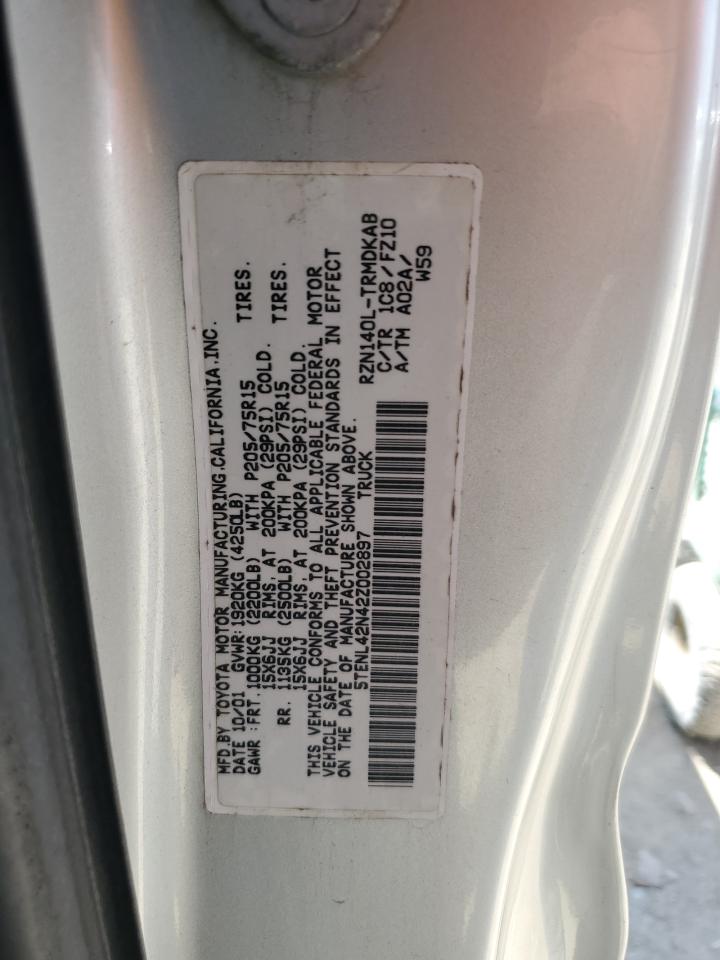 MFD.BY TOYOTA MOTOR MANUFACTURING,CALIFORNIA,INC.
DATE 10/01 GVWR:1920KG (4250LB)
GAWR :FRT.1000KG (2200LB) WITH P205/75R15 TIRES.
15X6JJ RIMS, AT 200KPA (29PSI) COLD.
RR. 1135KG (2500LB) WITH P205/75R15 TIRES.
15X6JJ RIMS, AT 200KPA (29PSI) COLD.
THIS VEHICLE CONFORMS TO ALL APPLICABLE FEDERAL MOTOR
VEHICLE SAFETY AND THEFT PREVENTION STANDARDS IN EFFECT
ON THE DATE OF MANUFACTURE SHOWN ABOVE.
5TENL42N42Z002897 TRUCK
RZN140L-TRMDKAB
C/TR 1C8/FZ10
A/TM A02A/
W59